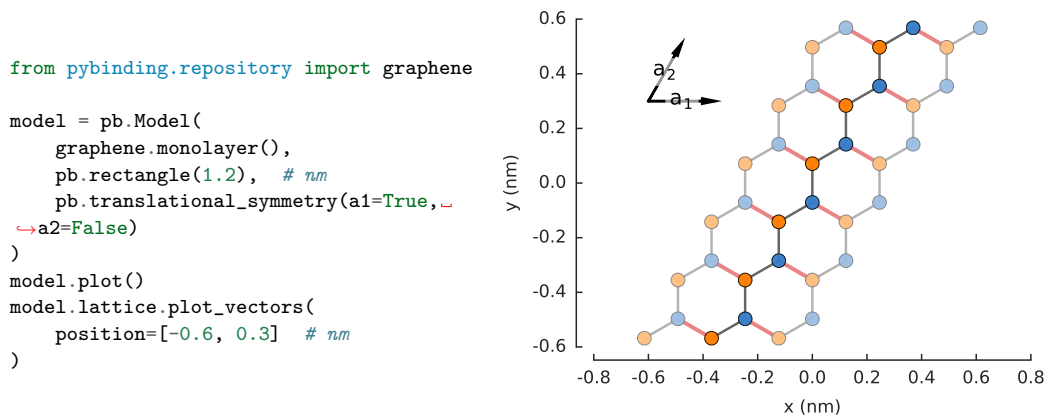 from pybinding.repository import graphene
model = pb.Model(
graphene.monolayer(),
pb.rectangle(1.2),  # nm
pb.translational_symmetry(a1=True,␣
↪a2=False)
)
model.plot()
model.lattice.plot_vectors(
position=[-0.6, 0.3]  # nm
)
0.6
0.4
0.2
0.0
-0.2
-0.4
-0.6
y (nm)
a2
a1
-0.8 -0.6 -0.4 -0.2 0.0 0.2 0.4 0.6 0.8
x (nm)